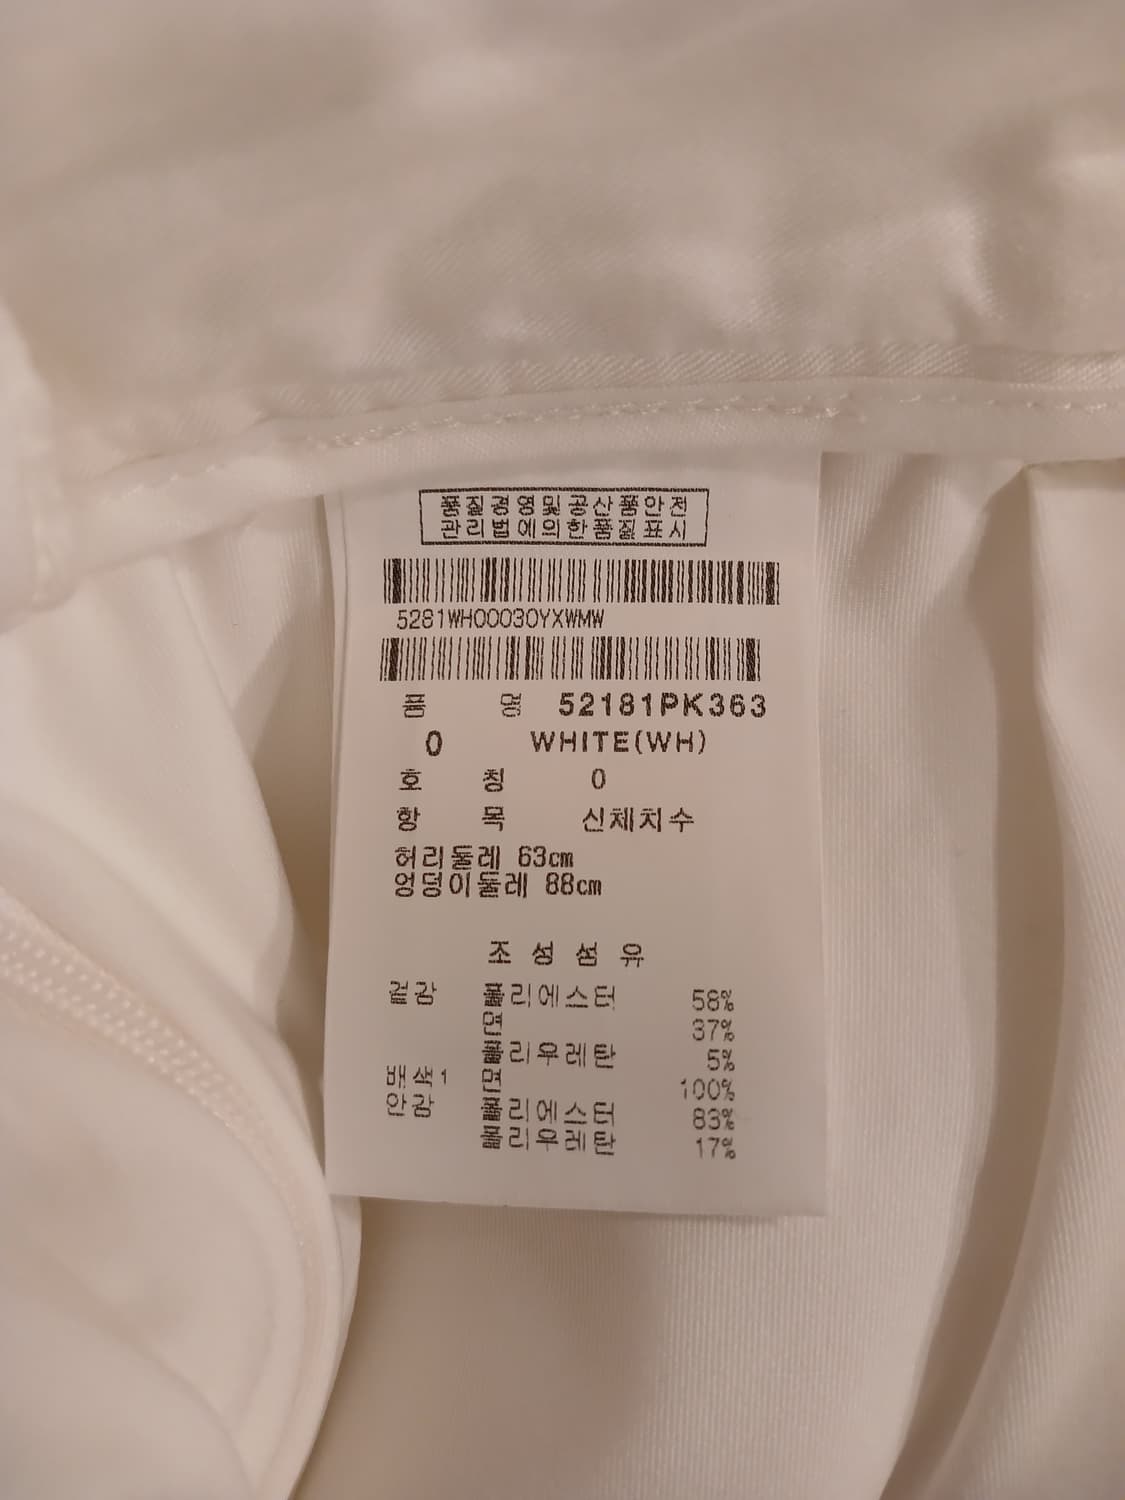 품질경영및공산품안전
관리법에의한품질표시
5281WH00030YXWMW
품 명 52181PK363
0 WHITE(WH)
호 칭 0
항 목 신체치수
허리둘레 63cm
엉덩이둘레 88cm
조성섬유
겉감 폴리에스터 58%
면 37%
폴리우레탄 5%
배색1 면 100%
안감 폴리에스터 83%
폴리우레탄 17%